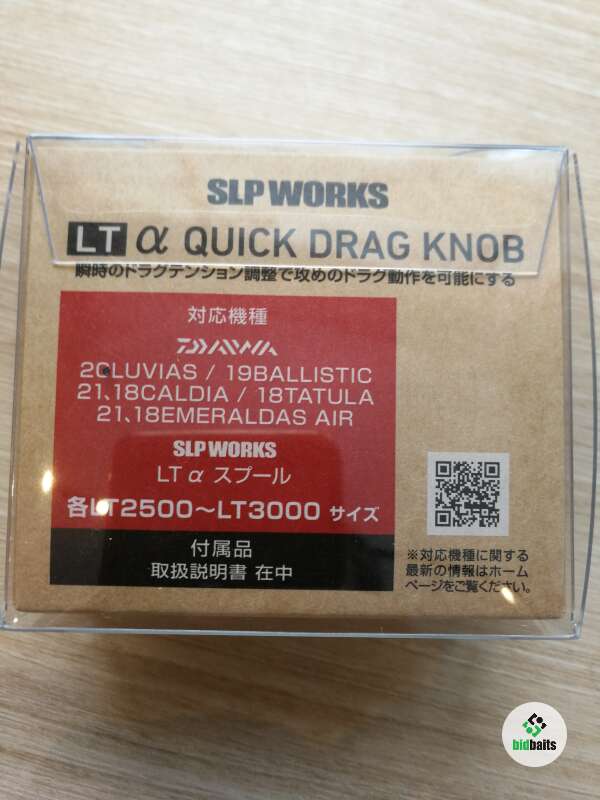 SLP WORKS
LT α QUICK DRAG KNOB
瞬時のドラグテンション調整で攻めのドラグ動作を可能にする
対応機種
DAIWA
20LUVIAS / 19BALLISTIC
21、18CALDIA / 18TATULA
21、18EMERALDAS AIR
SLP WORKS
LT α スプール
各LT2500～LT3000 サイズ
付属品
取扱説明書 在中
※対応機種に関する
最新の情報はホーム
ページをご覧ください。
bidbaits